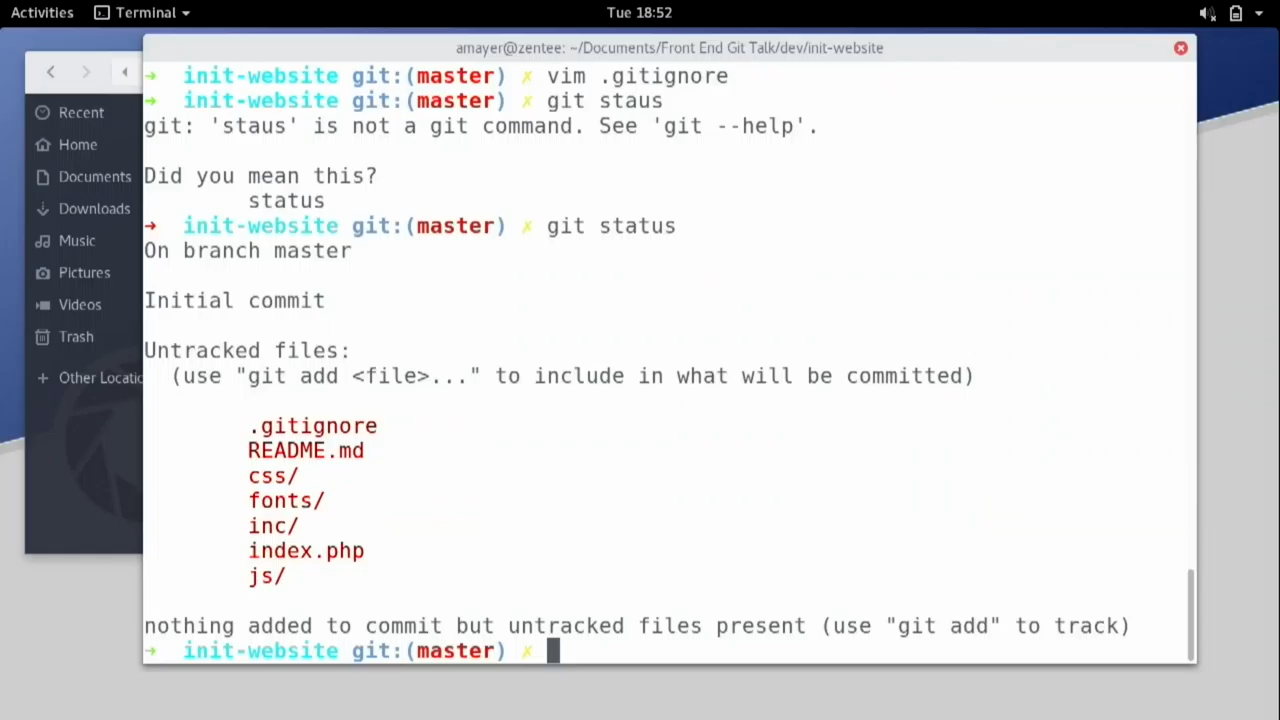 Activities Terminal Tue 18:52
amayer@zentee: ~/Documents/Front End Git Talk/dev/init-website
Recent
Home
Documents
Downloads
Music
Pictures
Videos
Trash
+ Other Locatio
➜ init-website git:(master) ✗ vim .gitignore
➜ init-website git:(master) ✗ git staus
git: 'staus' is not a git command. See 'git --help'.
Did you mean this?
status
➜ init-website git:(master) ✗ git status
On branch master
Initial commit
Untracked files:
(use "git add <file>..." to include in what will be committed)
.gitignore
README.md
css/
fonts/
inc/
index.php
js/
nothing added to commit but untracked files present (use "git add" to track)
➜ init-website git:(master) ✗